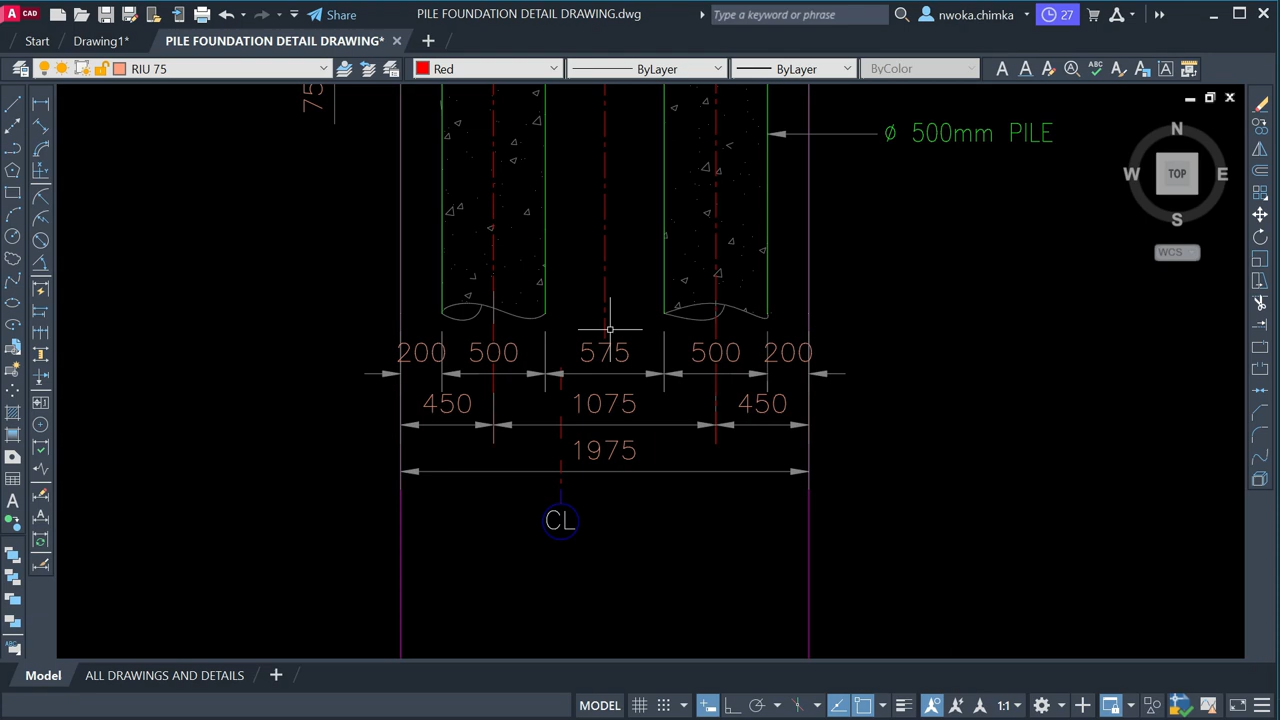 CAD
Share
PILE FOUNDATION DETAIL DRAWING.dwg
Type a keyword or phrase
nwoka.chimka
27
Start
Drawing1*
PILE FOUNDATION DETAIL DRAWING*
RIU 75
Red
ByLayer
ByLayer
ByColor
75
Ø 500mm PILE
N
W
TOP
E
S
WCS
200 500 575 500 200
450 1075 450
1975
CL
Model
ALL DRAWINGS AND DETAILS
MODEL
1:1